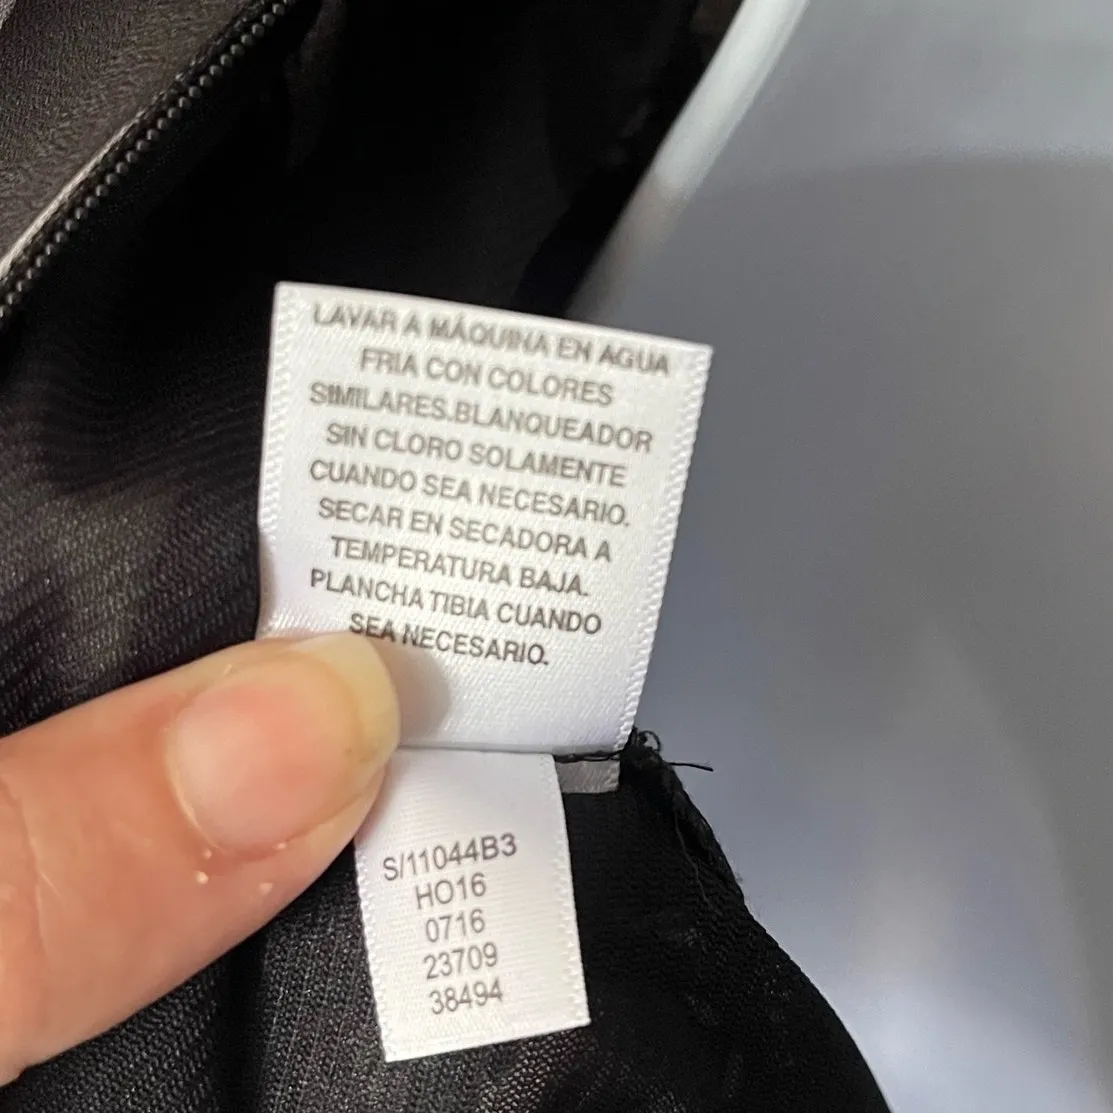 LAVAR A MÁQUINA EN AGUA
FRIA CON COLORES
SIMILARES.BLANQUEADOR
SIN CLORO SOLAMENTE
CUANDO SEA NECESARIO.
SECAR EN SECADORA A
TEMPERATURA BAJA.
PLANCHA TIBIA CUANDO
SEA NECESARIO.
S/11044B3
HO16
0716
23709
38494